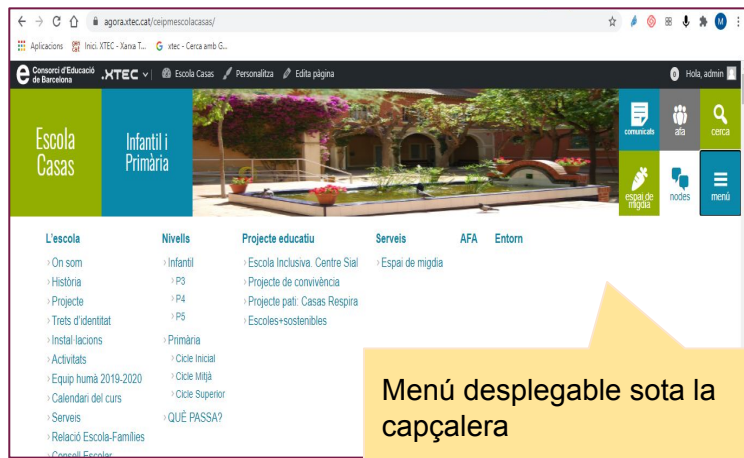 agora.xtec.cat/ceipmescolacasas/
Aplicacions Inici. XTEC - Xarxa T... xtec - Cerca amb G...
Consorci d'Educació de Barcelona .XTEC Escola Casas Personalitza Edita pàgina 0 Hola, admin
Escola Casas
Infantil i Primària
comunicats afa cerca
espai de migdia nodes menú
L'escola Nivells Projecte educatiu Serveis AFA Entorn
› On som › Infantil › Escola Inclusiva. Centre Sial › Espai de migdia
› Història › P3 › Projecte de convivència
› Projecte › P4 › Projecte pati: Casas Respira
› Trets d'identitat › P5 › Escoles+sostenibles
› Instal·lacions › Primària
› Activitats › Cicle Inicial
› Equip humà 2019-2020 › Cicle Mitjà
› Calendari del curs › Cicle Superior
› Serveis › QUÈ PASSA?
› Relació Escola-Famílies
› Consell Escolar
Menú desplegable sota la
capçalera